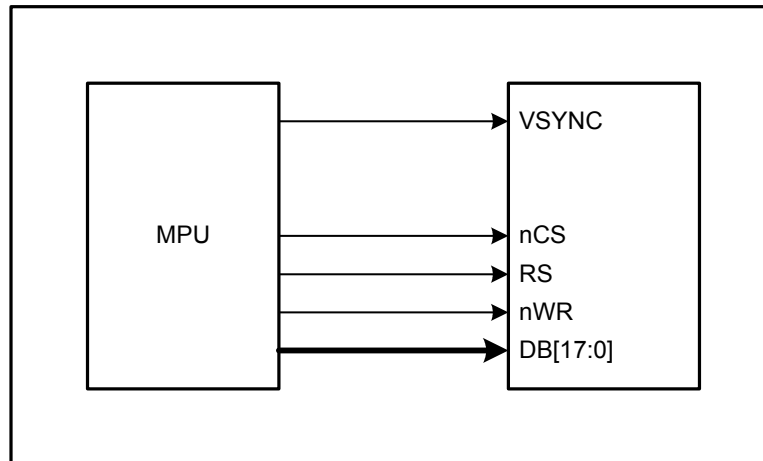 VSYNC
MPU
nCS
RS
nWR
DB[17:0]